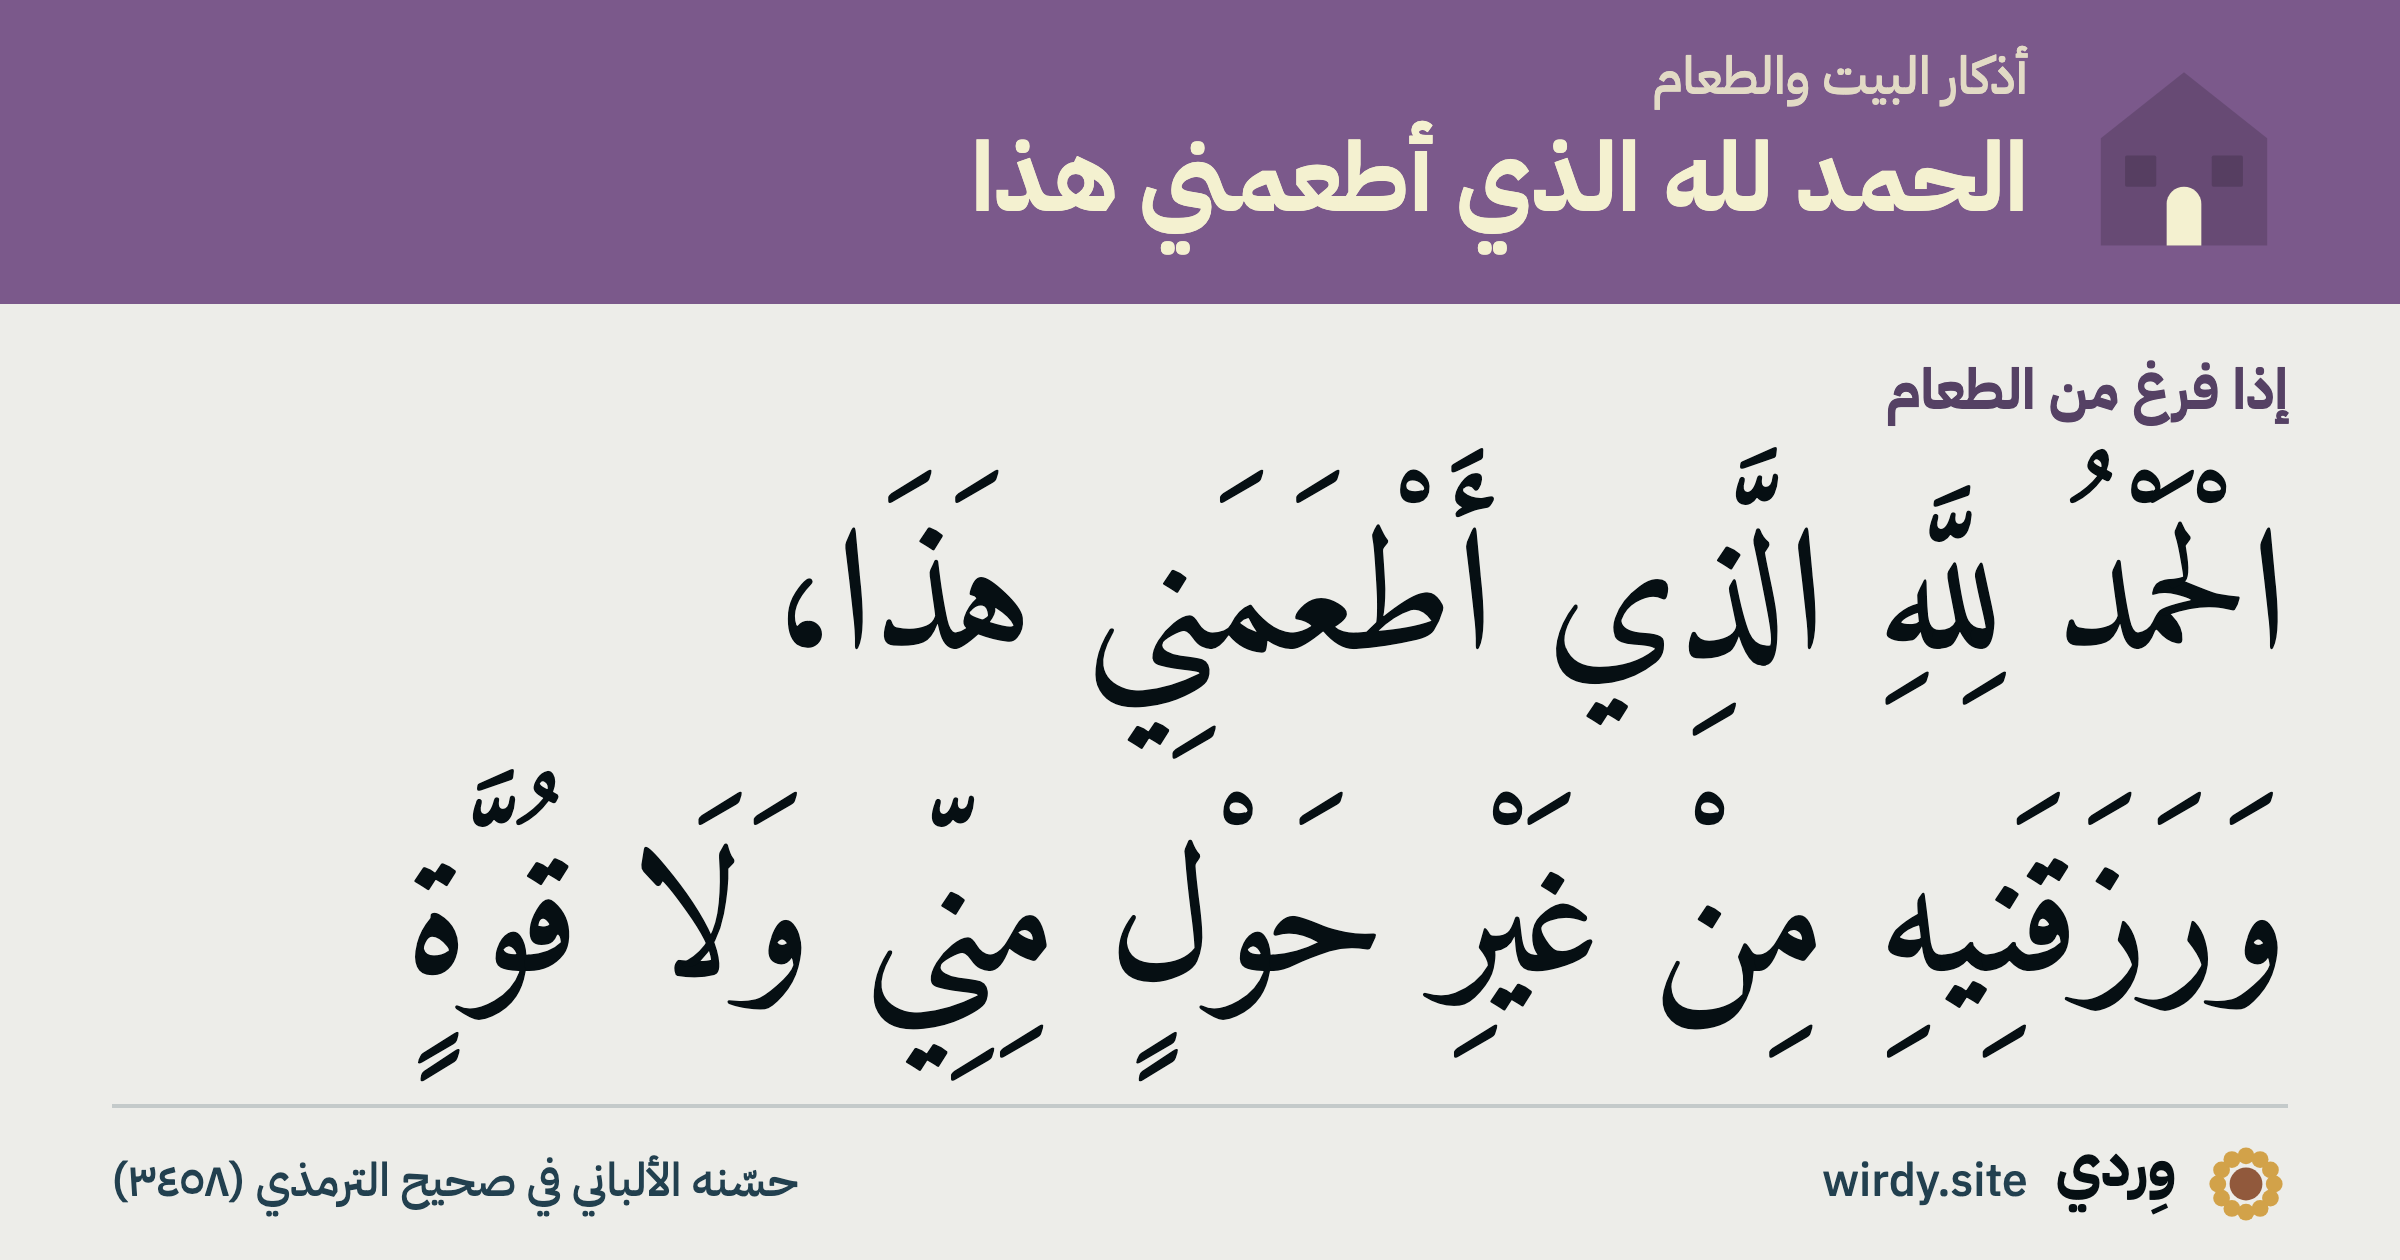 أذكار البيت والطعام
الحمد لله الذي أطعمني هذا
إذا فرغ من الطعام
الْحَمْدُ لِلَّهِ الَّذِي أَطْعَمَنِي هَذَا،
وَرَزَقَنِيهِ مِنْ غَيْرِ حَوْلٍ مِنِّي وَلَا قُوَّةٍ
وِردي wirdy.site
حسّنه الألباني في صحيح الترمذي (٣٤٥٨)